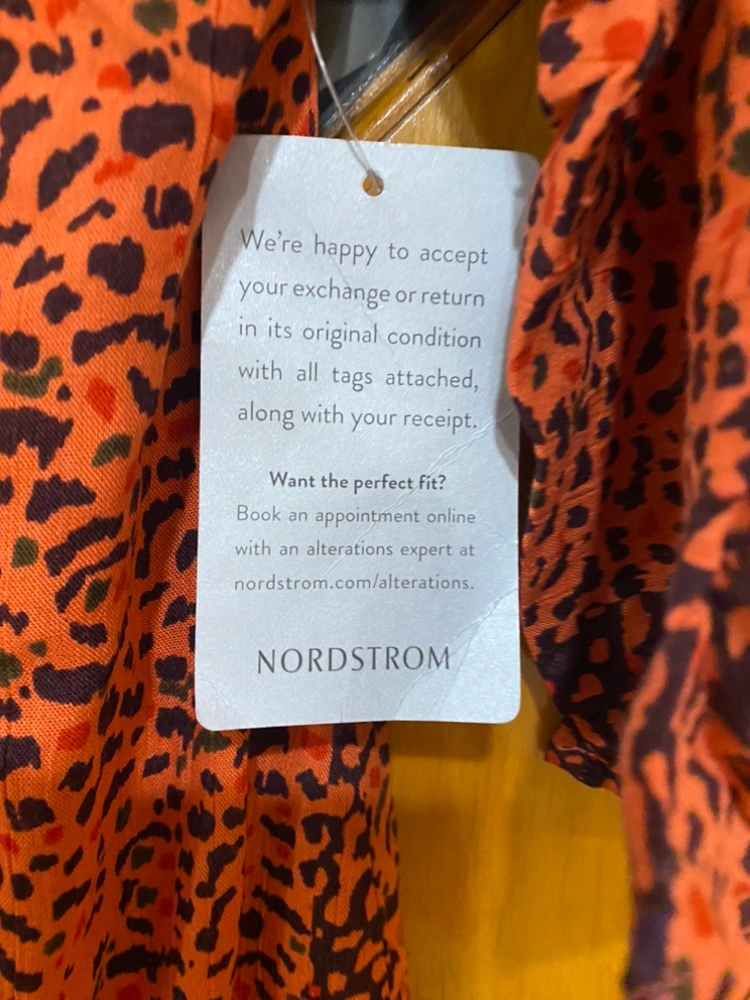 We're happy to accept
your exchange or return
in its original condition
with all tags attached,
along with your receipt.
Want the perfect fit?
Book an appointment online
with an alterations expert at
nordstrom.com/alterations.
NORDSTROM